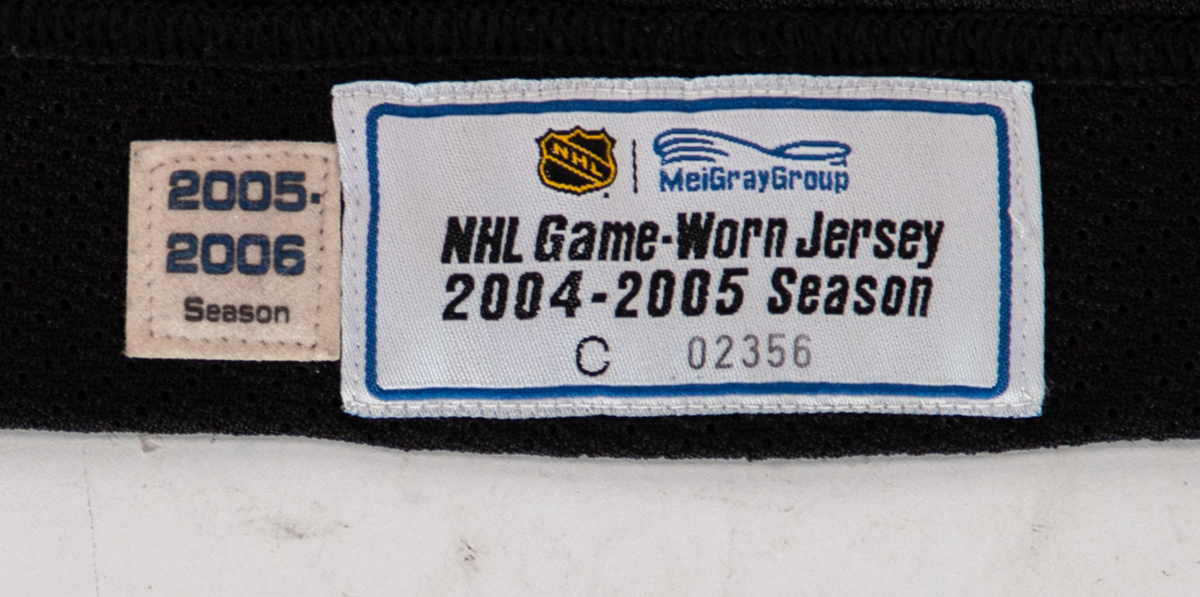 2005-
2006
Season
NHL
MeiGrayGroup
NHL Game-Worn Jersey
2004-2005 Season
C 02356